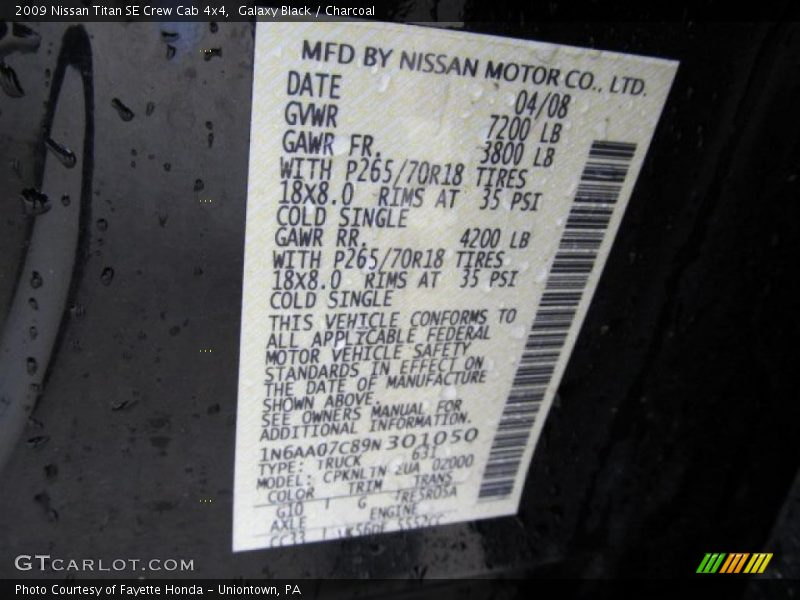 2009 Nissan Titan SE Crew Cab 4x4,  Galaxy Black / Charcoal
MFD BY NISSAN MOTOR CO., LTD.
DATE 04/08
GVWR 7200 LB
GAWR FR. 3800 LB
WITH P265/70R18 TIRES
18X8.0 RIMS AT 35 PSI
COLD SINGLE
GAWR RR. 4200 LB
WITH P265/70R18 TIRES
18X8.0 RIMS AT 35 PSI
COLD SINGLE
THIS VEHICLE CONFORMS TO
ALL APPLICABLE FEDERAL
MOTOR VEHICLE SAFETY
STANDARDS IN EFFECT ON
THE DATE OF MANUFACTURE
SHOWN ABOVE.
SEE OWNERS MANUAL FOR
ADDITIONAL INFORMATION.
1N6AA07C89N301050
TYPE: TRUCK 631
MODEL: CPKNLTN 02000
COLOR TRIM TRANS
G10 G TRE5R05A
AXLE ENGINE
VK56DE 5552CC
GTCARLOT.COM
Photo Courtesy of Fayette Honda - Uniontown, PA